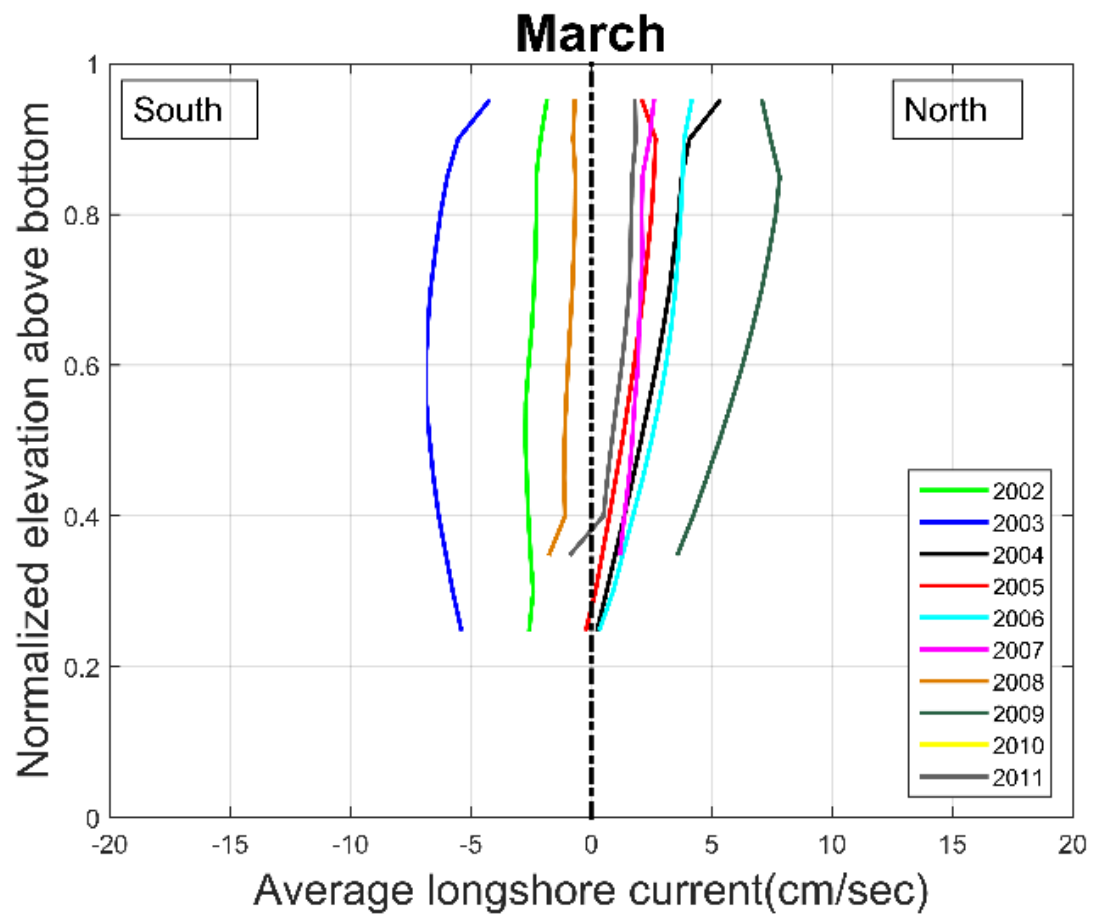 March
South
North
Normalized elevation above bottom
1
0.8
0.6
0.4
0.2
0
2002
2003
2004
2005
2006
2007
2008
2009
2010
2011
-20 -15 -10 -5 0 5 10 15 20
Average longshore current(cm/sec)